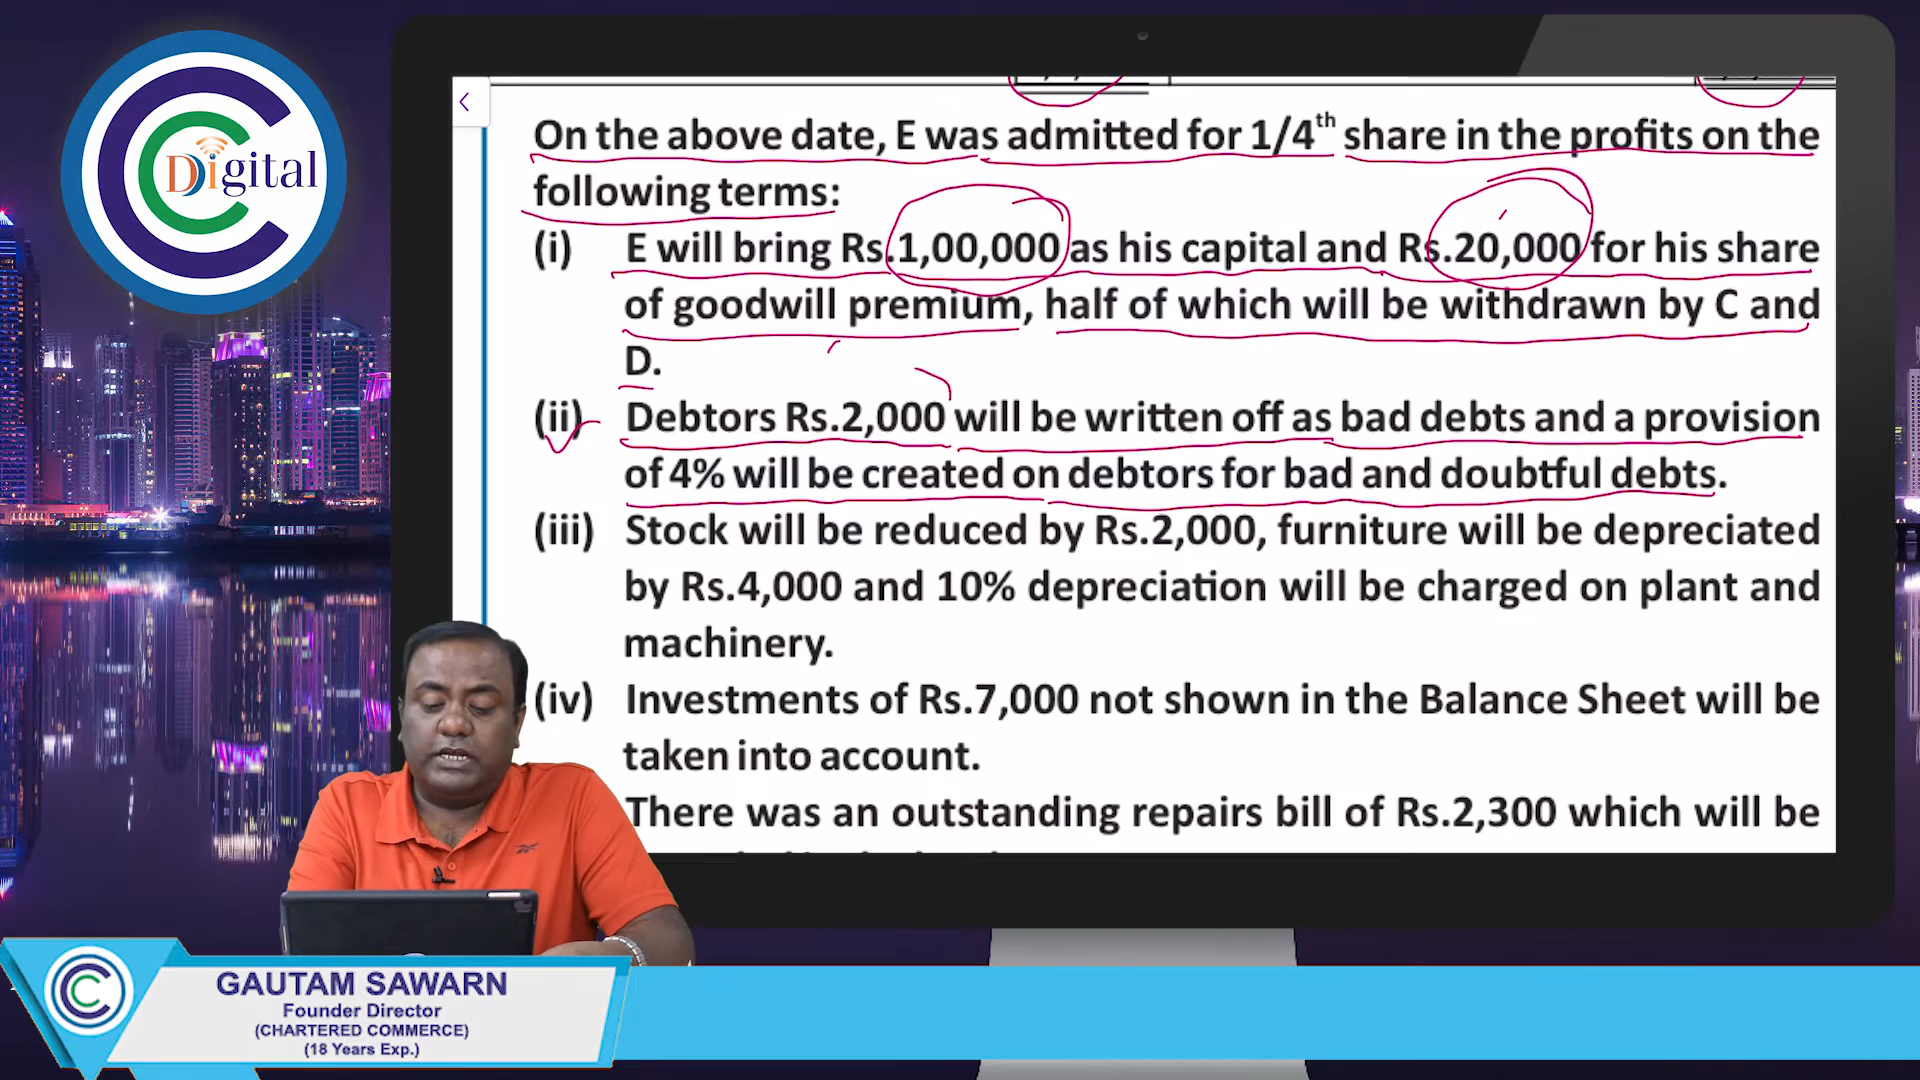 Digital
On the above date, E was admitted for 1/4th share in the profits on the
following terms:
(i) E will bring Rs.1,00,000 as his capital and Rs.20,000 for his share
of goodwill premium, half of which will be withdrawn by C and
D.
(ii) Debtors Rs.2,000 will be written off as bad debts and a provision
of 4% will be created on debtors for bad and doubtful debts.
(iii) Stock will be reduced by Rs.2,000, furniture will be depreciated
by Rs.4,000 and 10% depreciation will be charged on plant and
machinery.
(iv) Investments of Rs.7,000 not shown in the Balance Sheet will be
taken into account.
There was an outstanding repairs bill of Rs.2,300 which will be
GAUTAM SAWARN
Founder Director
(CHARTERED COMMERCE)
(18 Years Exp.)